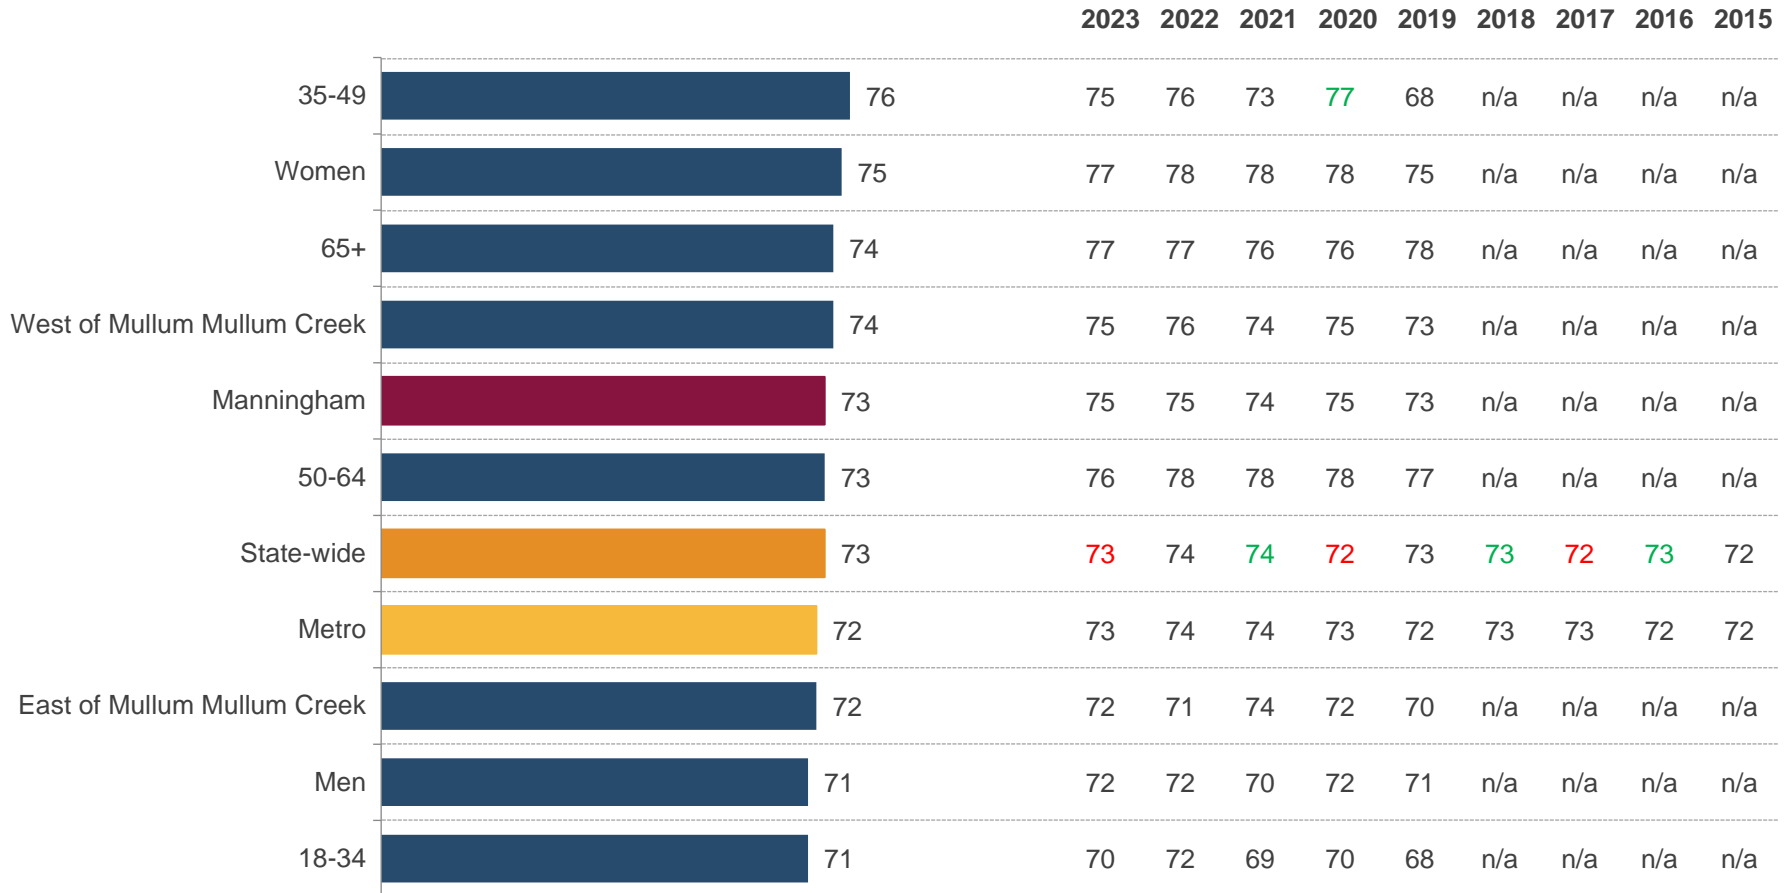 2023 2022 2021 2020 2019 2018 2017 2016 2015
35-49 76 75 76 73 77 68 n/a n/a n/a n/a
Women 75 77 78 78 78 75 n/a n/a n/a n/a
65+ 74 77 77 76 76 78 n/a n/a n/a n/a
West of Mullum Mullum Creek 74 75 76 74 75 73 n/a n/a n/a n/a
Manningham 73 75 75 74 75 73 n/a n/a n/a n/a
50-64 73 76 78 78 78 77 n/a n/a n/a n/a
State-wide 73 73 74 74 72 73 73 72 73 72
Metro 72 73 74 74 73 72 73 73 72 72
East of Mullum Mullum Creek 72 72 71 74 72 70 n/a n/a n/a n/a
Men 71 72 72 70 72 71 n/a n/a n/a n/a
18-34 71 70 72 69 70 68 n/a n/a n/a n/a